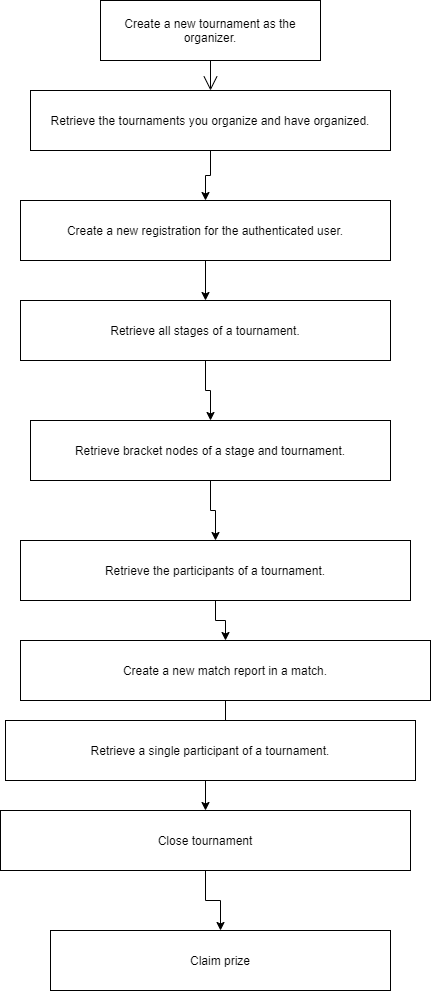 Create a new tournament as the
organizer.
Retrieve the tournaments you organize and have organized.
Create a new registration for the authenticated user.
Retrieve all stages of a tournament.
Retrieve bracket nodes of a stage and tournament.
Retrieve the participants of a tournament.
Create a new match report in a match.
Retrieve a single participant of a tournament.
Close tournament
Claim prize